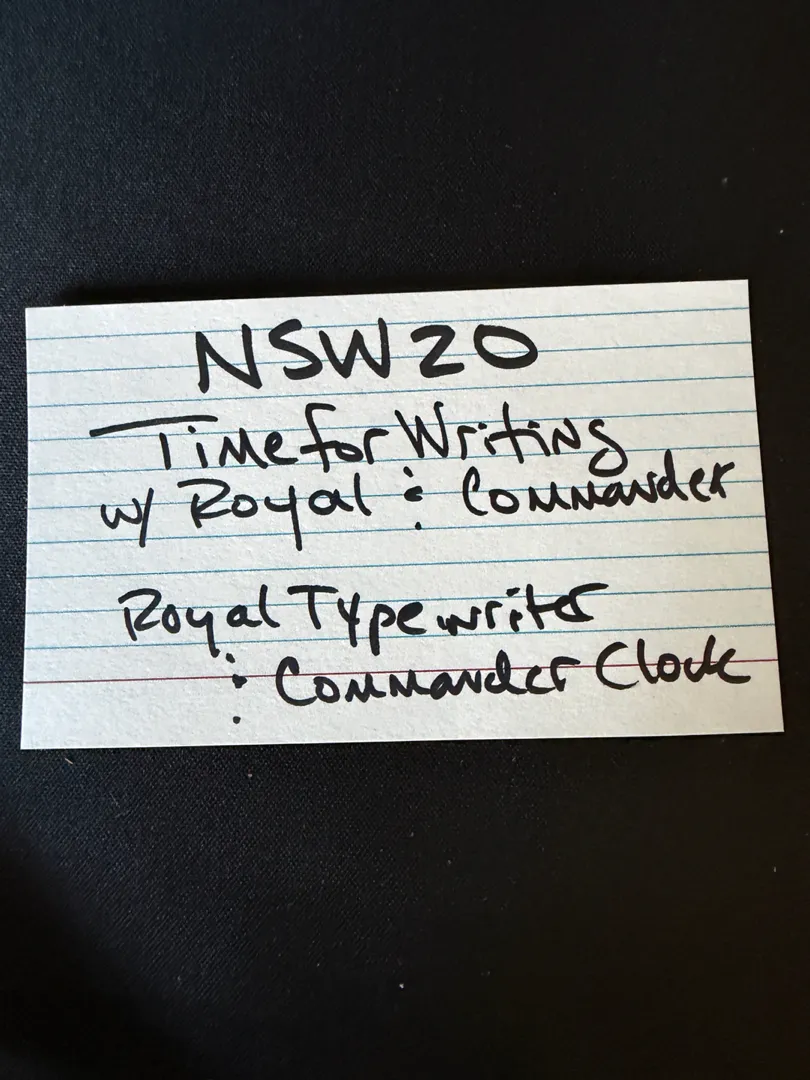 NSW20
Time for Writing
w/ Royal & Commander
Royal Typewriter
& Commander Clock